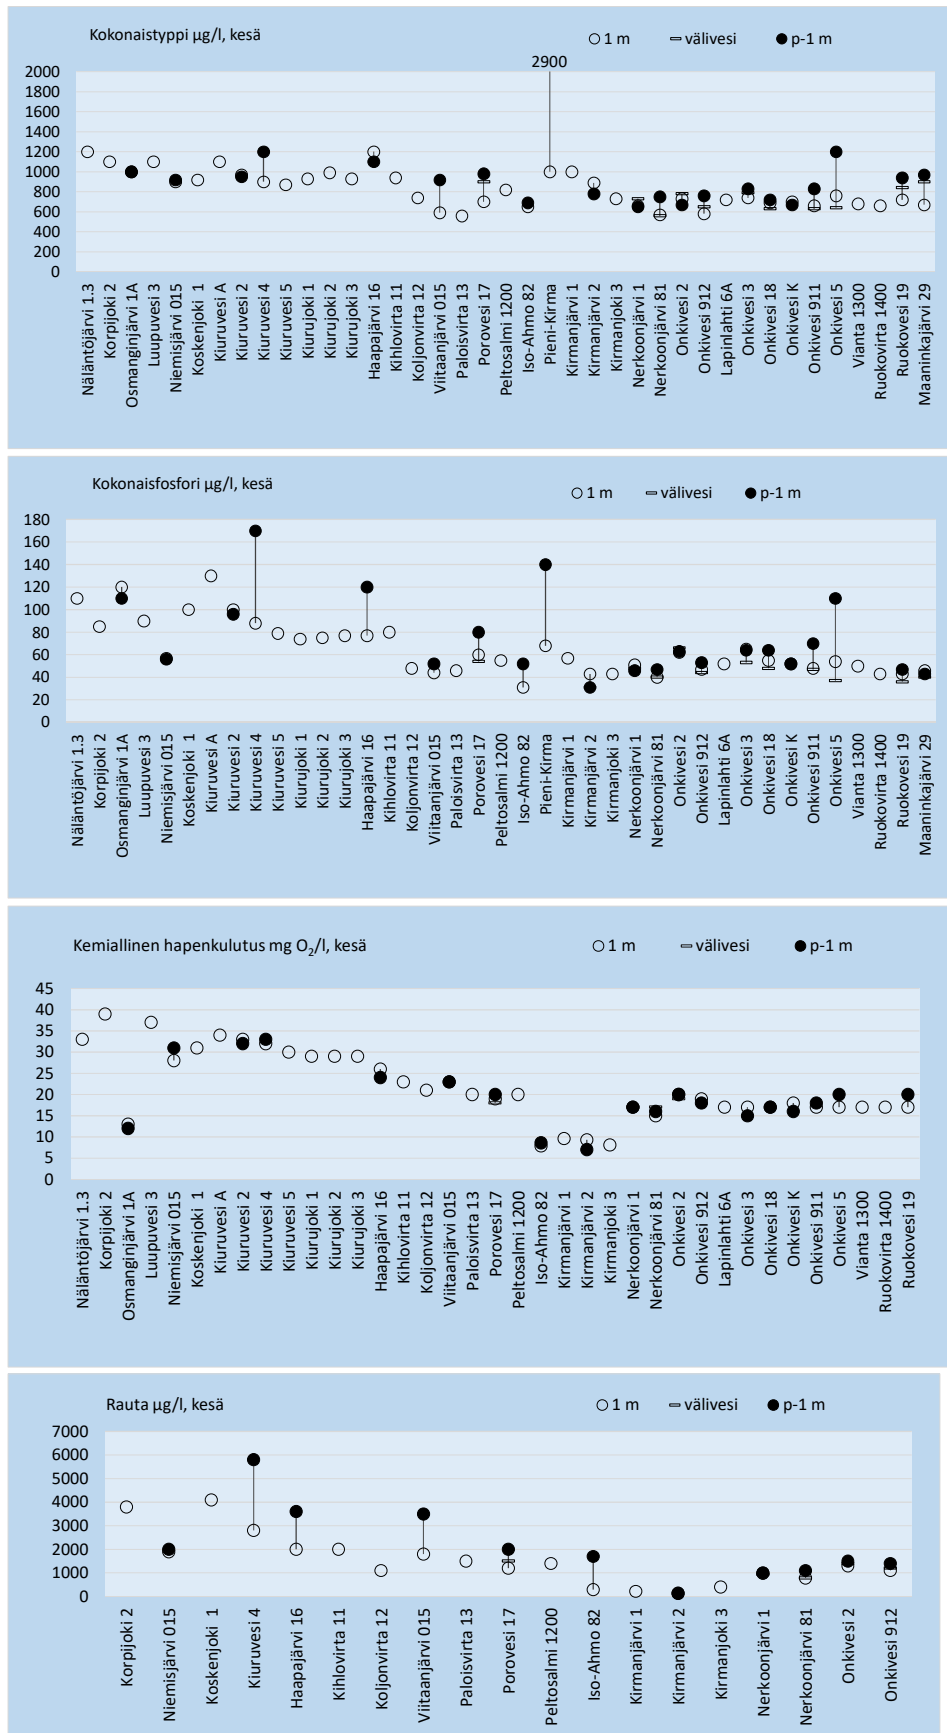 Kokonaistyppi µg/l, kesä
1 m välivesi p-1 m
2900
2000
1800
1600
1400
1200
1000
800
600
400
200
0
Näläntöjärvi 1.3
Korpijoki 2
Osmanginjärvi 1A
Luupuvesi 3
Niemisjärvi 015
Koskenjoki 1
Kiuruvesi A
Kiuruvesi 2
Kiuruvesi 4
Kiuruvesi 5
Kiurujoki 1
Kiurujoki 2
Kiurujoki 3
Haapajärvi 16
Kihlovirta 11
Koljonvirta 12
Viitaanjärvi 015
Paloisvirta 13
Porovesi 17
Peltosalmi 1200
Iso-Ahmo 82
Pieni-Kirma
Kirmanjärvi 1
Kirmanjärvi 2
Kirmanjoki 3
Nerkoonjärvi 1
Nerkoonjärvi 81
Onkivesi 2
Onkivesi 912
Lapinlahti 6A
Onkivesi 3
Onkivesi 18
Onkivesi K
Onkivesi 911
Onkivesi 5
Vianta 1300
Ruokovirta 1400
Ruokovesi 19
Maaninkajärvi 29
Kokonaisfosfori µg/l, kesä
1 m välivesi p-1 m
180
160
140
120
100
80
60
40
20
0
Näläntöjärvi 1.3
Korpijoki 2
Osmanginjärvi 1A
Luupuvesi 3
Niemisjärvi 015
Koskenjoki 1
Kiuruvesi A
Kiuruvesi 2
Kiuruvesi 4
Kiuruvesi 5
Kiurujoki 1
Kiurujoki 2
Kiurujoki 3
Haapajärvi 16
Kihlovirta 11
Koljonvirta 12
Viitaanjärvi 015
Paloisvirta 13
Porovesi 17
Peltosalmi 1200
Iso-Ahmo 82
Pieni-Kirma
Kirmanjärvi 1
Kirmanjärvi 2
Kirmanjoki 3
Nerkoonjärvi 1
Nerkoonjärvi 81
Onkivesi 2
Onkivesi 912
Lapinlahti 6A
Onkivesi 3
Onkivesi 18
Onkivesi K
Onkivesi 911
Onkivesi 5
Vianta 1300
Ruokovirta 1400
Ruokovesi 19
Maaninkajärvi 29
Kemiallinen hapenkulutus mg O₂/l, kesä
1 m välivesi p-1 m
45
40
35
30
25
20
15
10
5
0
Näläntöjärvi 1.3
Korpijoki 2
Osmanginjärvi 1A
Luupuvesi 3
Niemisjärvi 015
Koskenjoki 1
Kiuruvesi A
Kiuruvesi 2
Kiuruvesi 4
Kiuruvesi 5
Kiurujoki 1
Kiurujoki 2
Kiurujoki 3
Haapajärvi 16
Kihlovirta 11
Koljonvirta 12
Viitaanjärvi 015
Paloisvirta 13
Porovesi 17
Peltosalmi 1200
Iso-Ahmo 82
Kirmanjärvi 1
Kirmanjärvi 2
Kirmanjoki 3
Nerkoonjärvi 1
Nerkoonjärvi 81
Onkivesi 2
Onkivesi 912
Lapinlahti 6A
Onkivesi 3
Onkivesi 18
Onkivesi K
Onkivesi 911
Onkivesi 5
Vianta 1300
Ruokovirta 1400
Ruokovesi 19
Rauta µg/l, kesä
1 m välivesi p-1 m
7000
6000
5000
4000
3000
2000
1000
0
Korpijoki 2
Niemisjärvi 015
Koskenjoki 1
Kiuruvesi 4
Haapajärvi 16
Kihlovirta 11
Koljonvirta 12
Viitaanjärvi 015
Paloisvirta 13
Porovesi 17
Peltosalmi 1200
Iso-Ahmo 82
Kirmanjärvi 1
Kirmanjärvi 2
Kirmanjoki 3
Nerkoonjärvi 1
Nerkoonjärvi 81
Onkivesi 2
Onkivesi 912